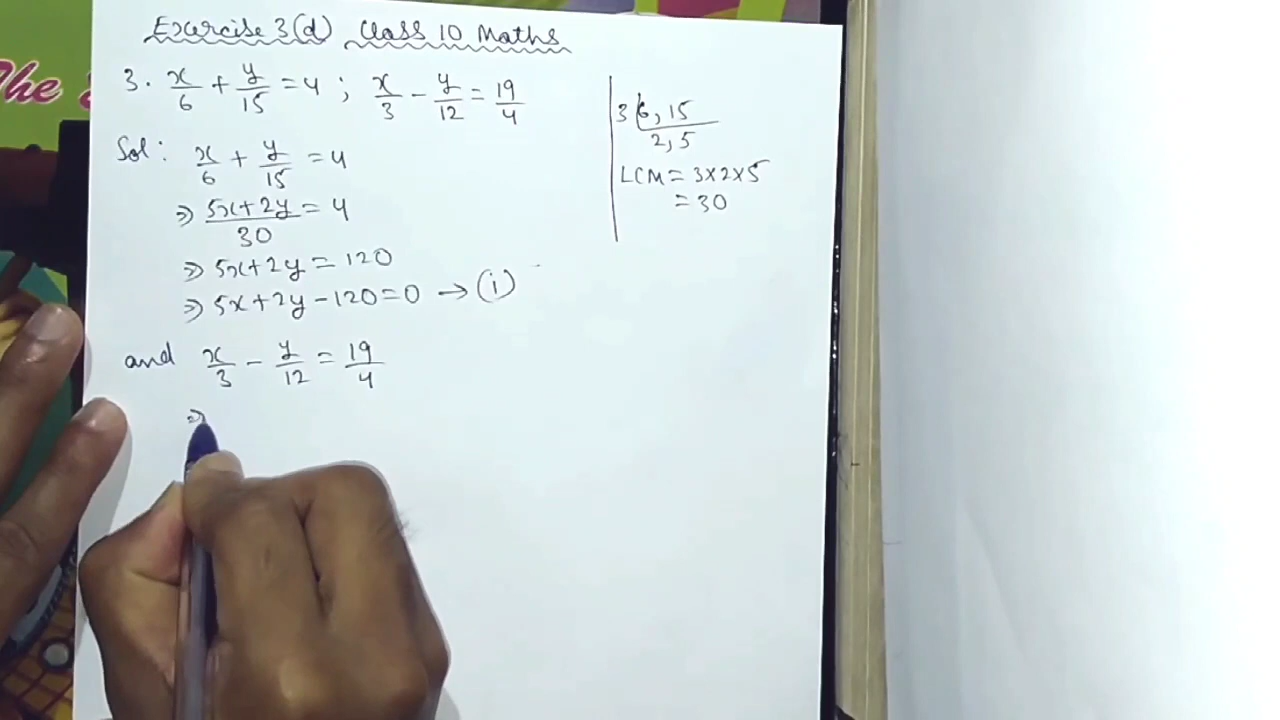 The
Exercise 3(d) Class 10 Maths
3. x/6 + y/15 = 4 ; x/3 - y/12 = 19/4
Sol: x/6 + y/15 = 4
⇒ (5x+2y)/30 = 4
⇒ 5x+2y = 120
⇒ 5x+2y-120=0 → (i)
and x/3 - y/12 = 19/4
⇒
3 | 6, 15
2, 5
LCM = 3×2×5
= 30